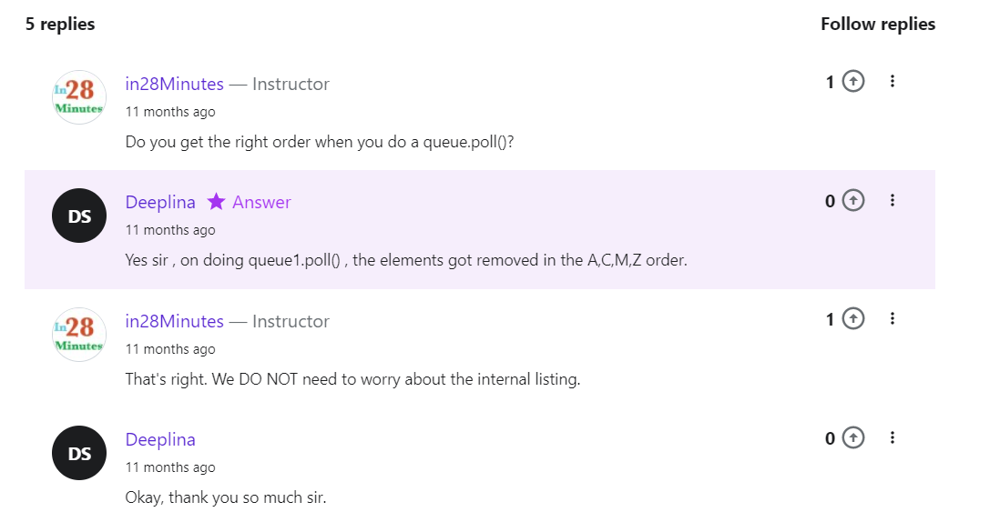 5 replies
Follow replies
In28
Minutes
in28Minutes — Instructor
1
11 months ago
Do you get the right order when you do a queue.poll()?
DS
Deeplina ★ Answer
0
11 months ago
Yes sir , on doing queue1.poll() , the elements got removed in the A,C,M,Z order.
In28
Minutes
in28Minutes — Instructor
1
11 months ago
That's right. We DO NOT need to worry about the internal listing.
DS
Deeplina
0
11 months ago
Okay, thank you so much sir.